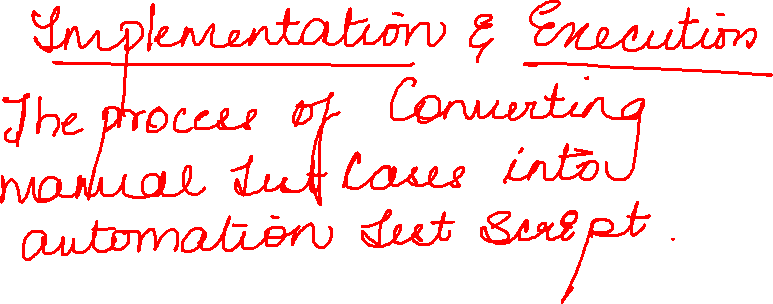 Implementation & Execution
The process of Converting
manual Test Cases into
automation Test Script.